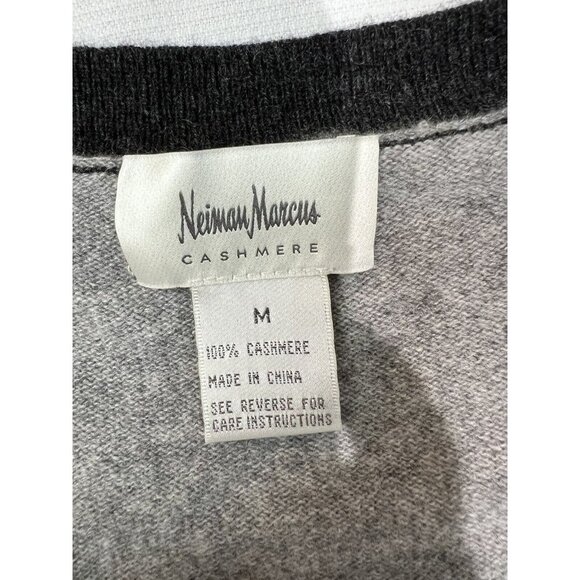 Neiman Marcus
CASHMERE
M
100% CASHMERE
MADE IN CHINA
SEE REVERSE FOR
CARE INSTRUCTIONS